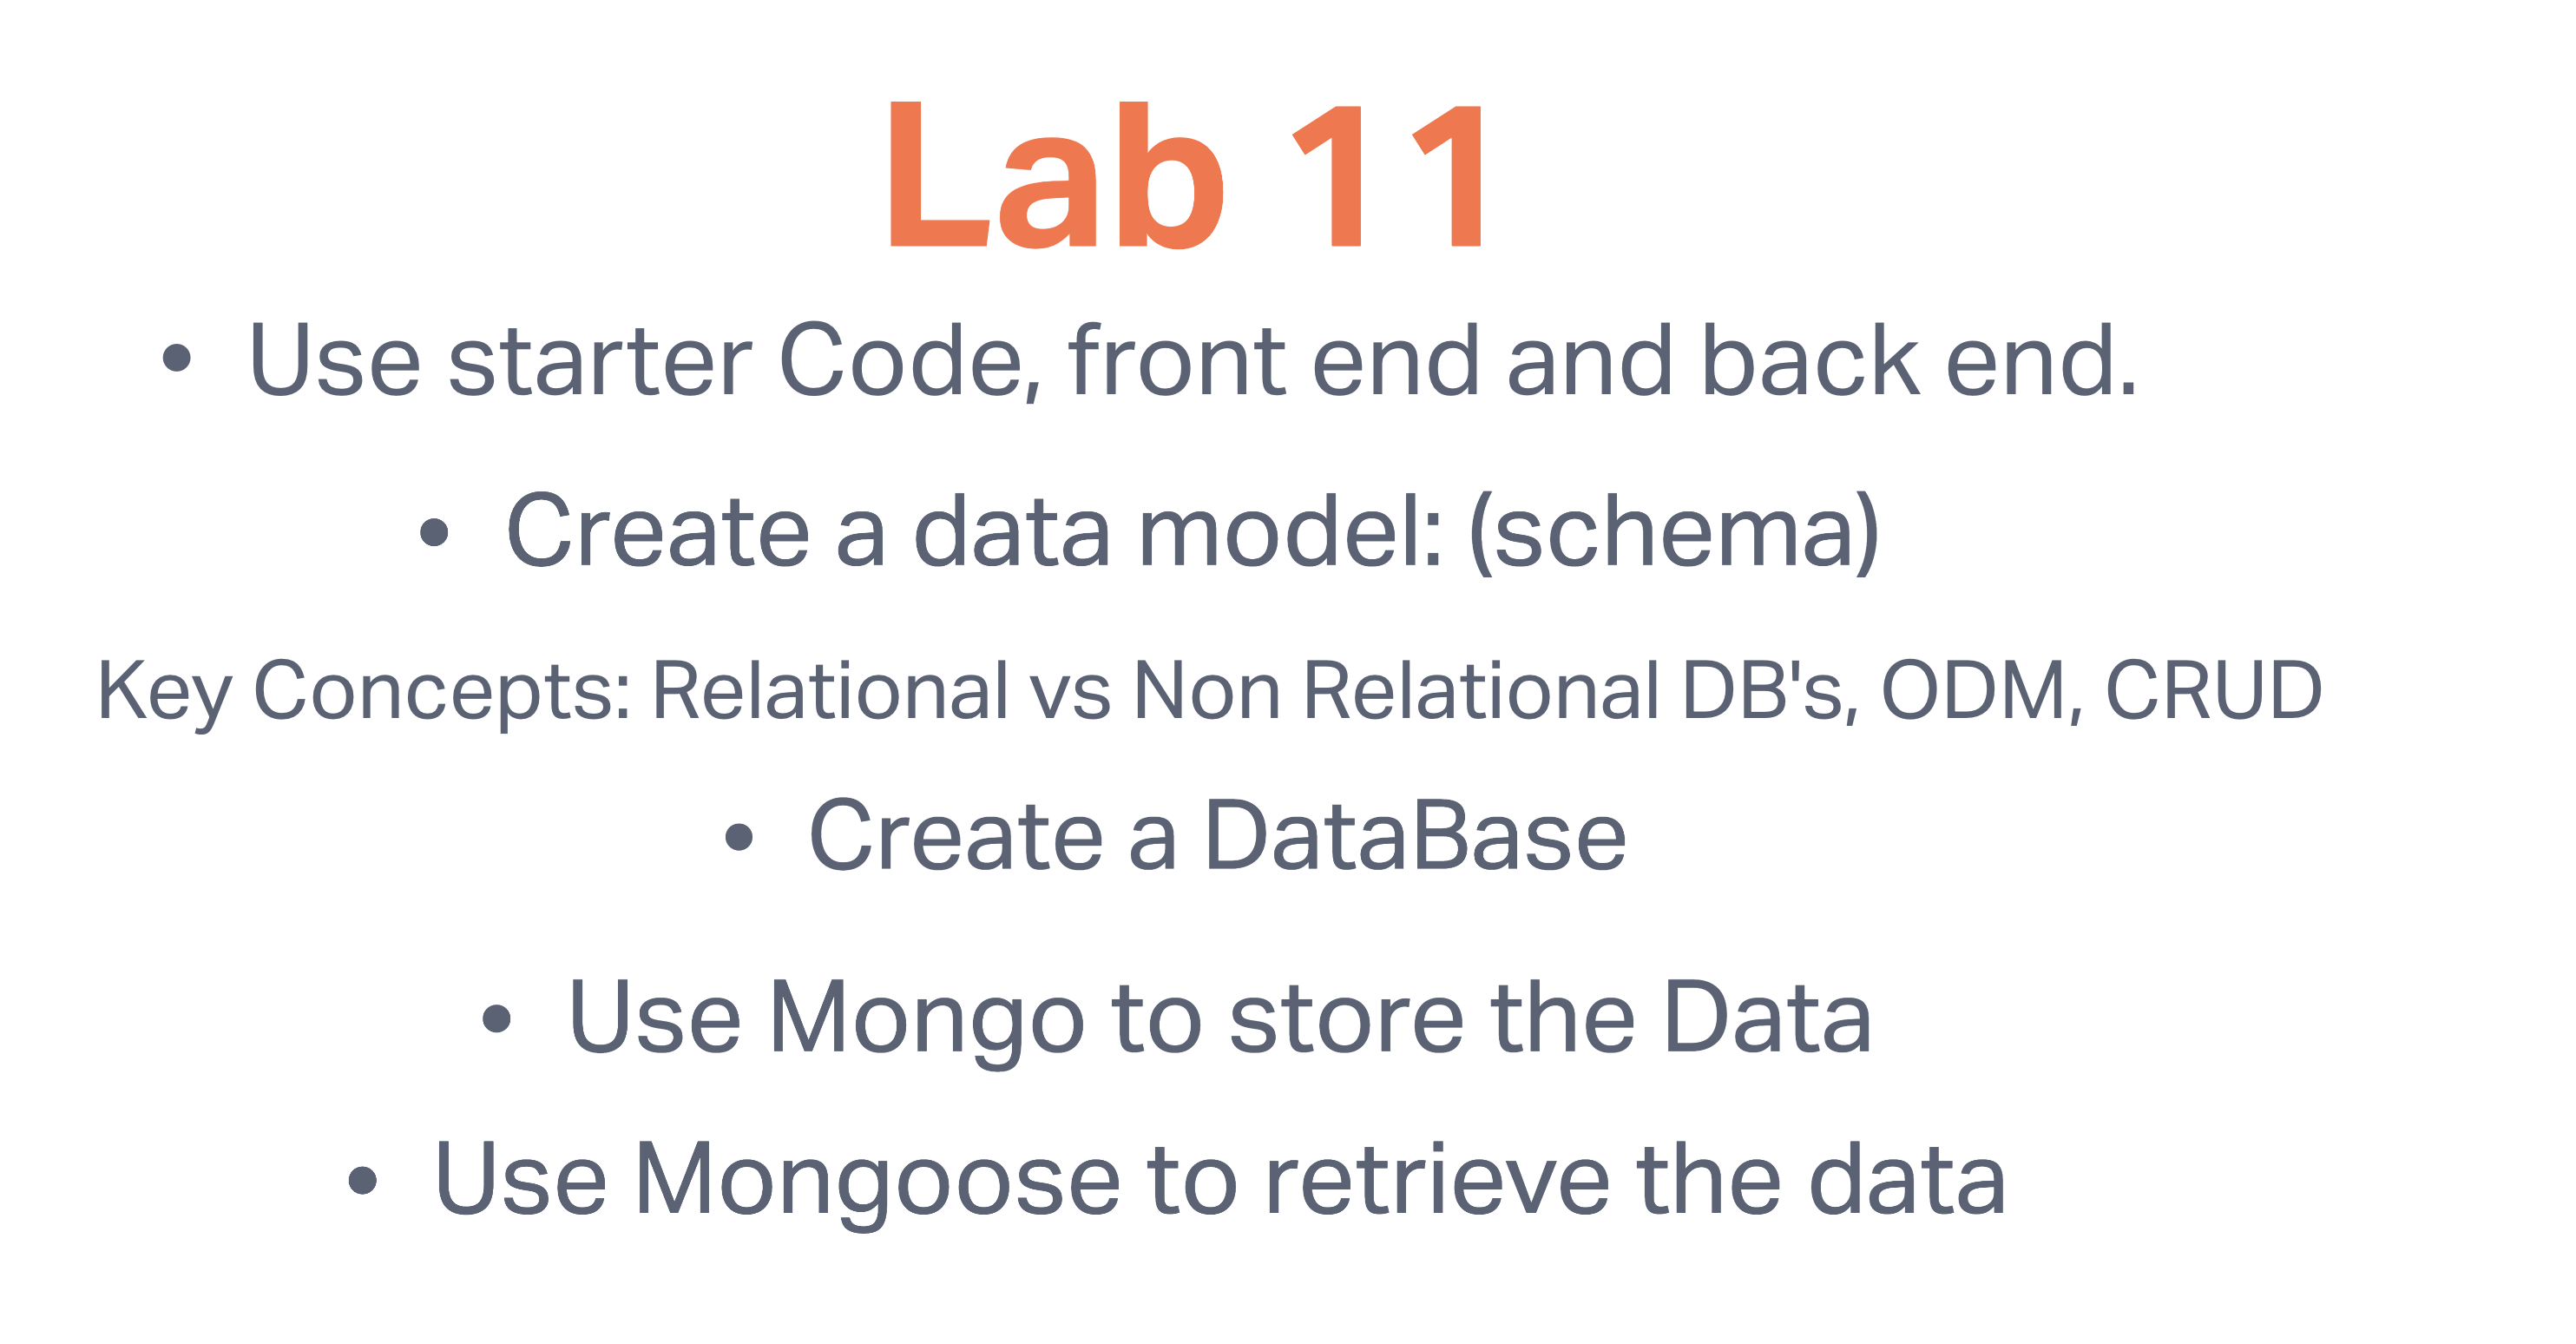 Lab 11
• Use starter Code, front end and back end.
• Create a data model: (schema)
Key Concepts: Relational vs Non Relational DB's, ODM, CRUD
• Create a DataBase
• Use Mongo to store the Data
• Use Mongoose to retrieve the data